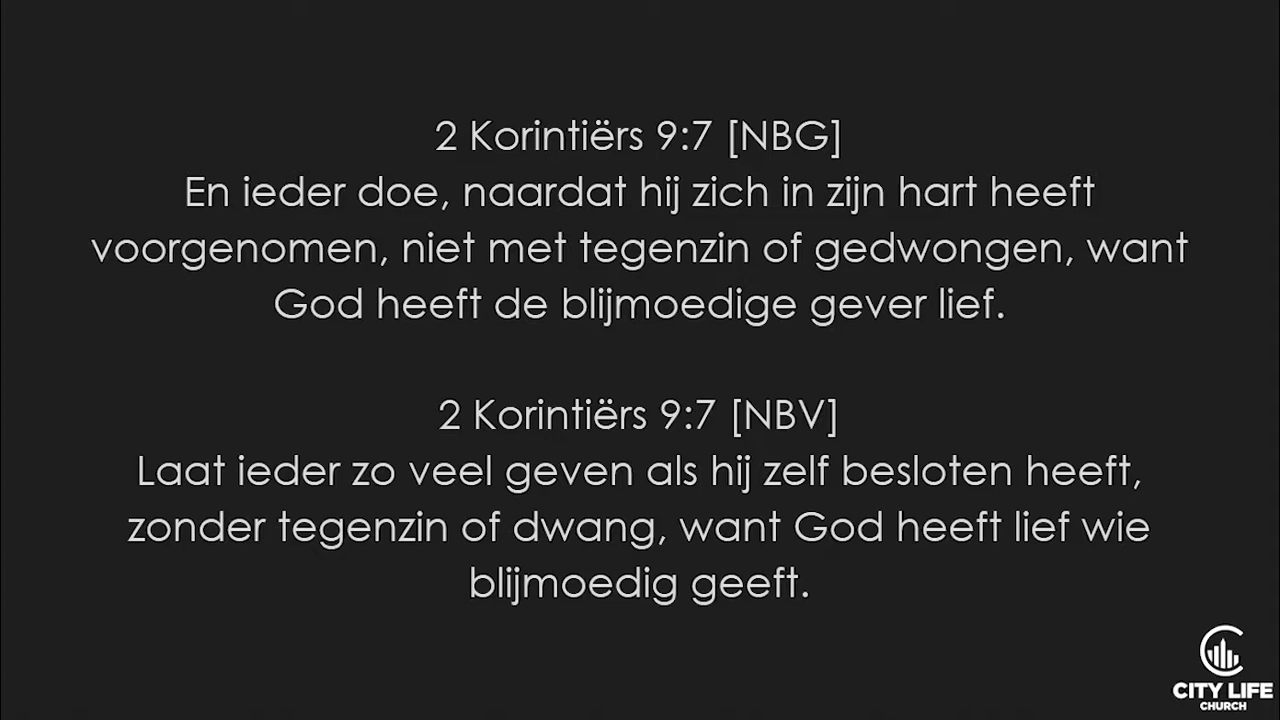 2 Korintiërs 9:7 [NBG]
En ieder doe, naardat hij zich in zijn hart heeft
voorgenomen, niet met tegenzin of gedwongen, want
God heeft de blijmoedige gever lief.
2 Korintiërs 9:7 [NBV]
Laat ieder zo veel geven als hij zelf besloten heeft,
zonder tegenzin of dwang, want God heeft lief wie
blijmoedig geeft.
CITY LIFE
CHURCH